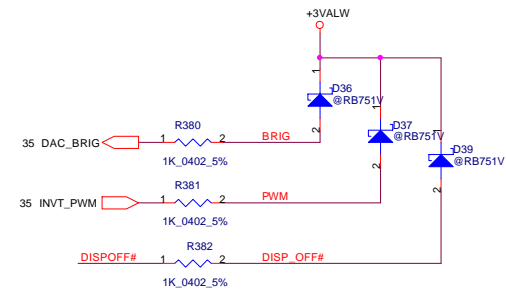 +3VALW
1 D36
@RB751V
2
1 D37
@RB751V
2
1 D39
@RB751V
2
35 DAC_BRIG 1 R380 2 BRIG
1K_0402_5%
35 INVT_PWM 1 R381 2 PWM
1K_0402_5%
DISPOFF# 1 R382 2 DISP_OFF#
1K_0402_5%